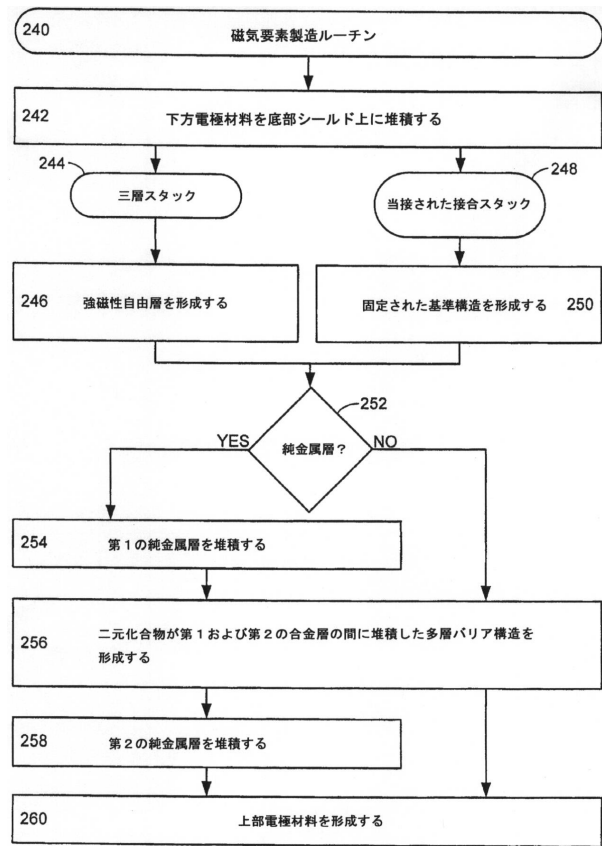 240 磁気要素製造ルーチン
242 下方電極材料を底部シールド上に堆積する
244
三層スタック
248
当接された接合スタック
246 強磁性自由層を形成する
固定された基準構造を形成する 250
252
YES 純金属層？ NO
254 第１の純金属層を堆積する
256 二元化合物が第１および第２の合金層の間に堆積した多層バリア構造を
形成する
258 第２の純金属層を堆積する
260 上部電極材料を形成する